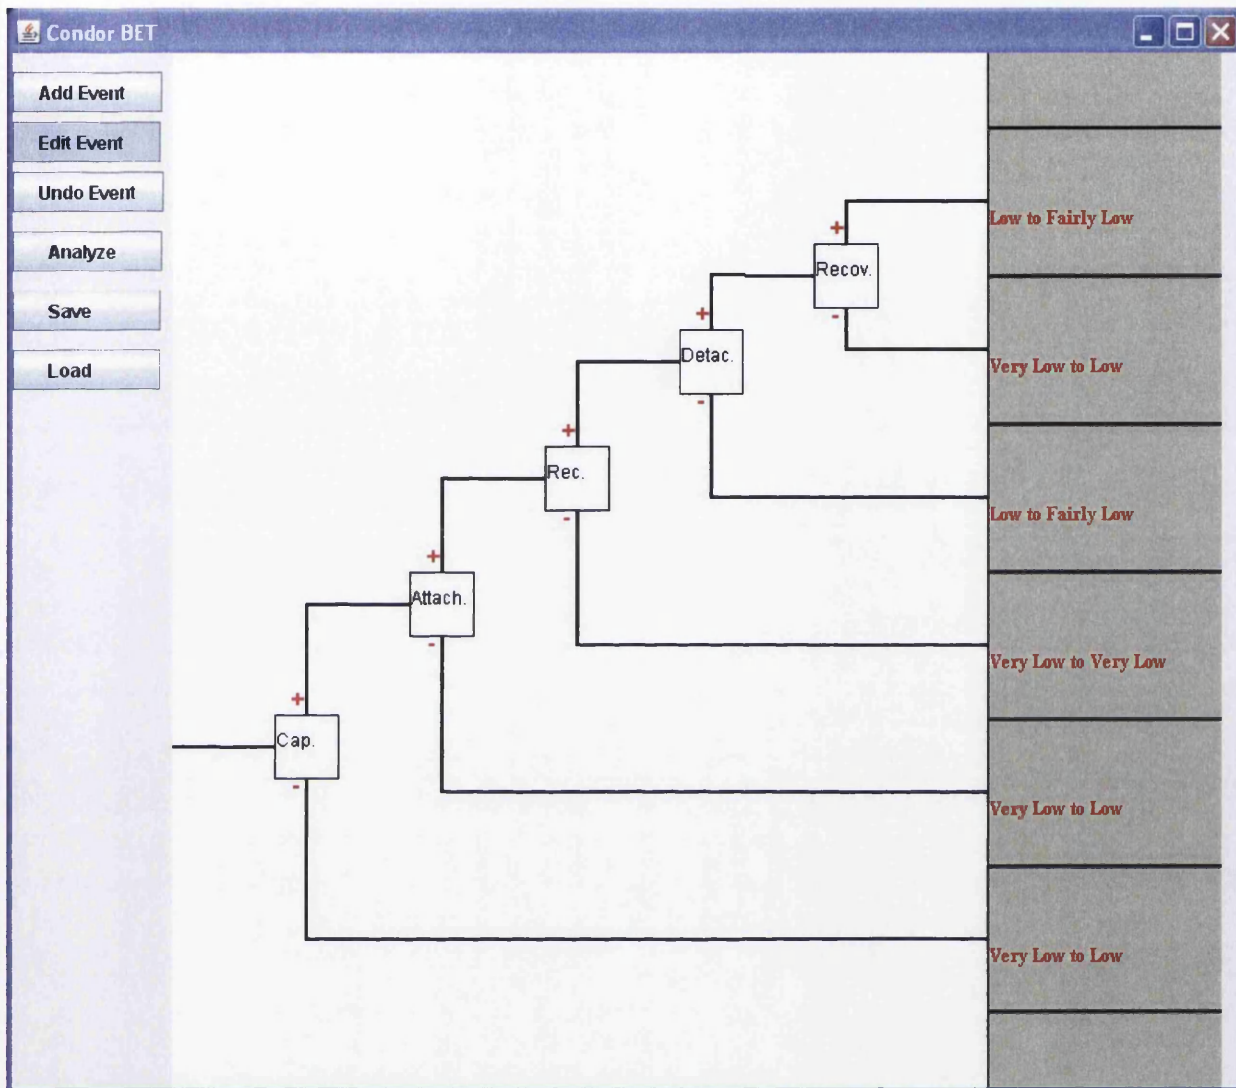 Condor BET
Add Event
Edit Event
Undo Event
Analyze
Save
Load
+
Recov.
-
Low to Fairly Low
Very Low to Low
+
Detac.
-
Low to Fairly Low
+
Rec.
-
Very Low to Very Low
+
Attach.
-
Very Low to Low
+
Cap.
-
Very Low to Low